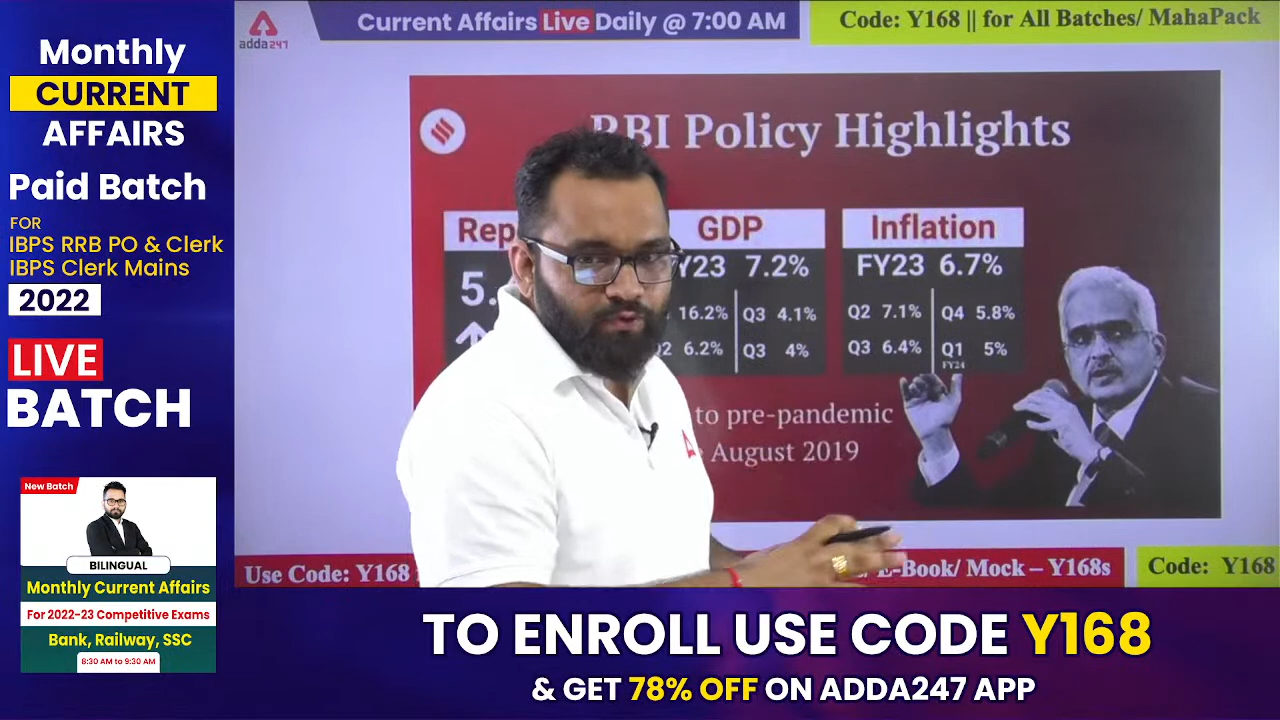 Monthly
CURRENT
AFFAIRS
Paid Batch
FOR
IBPS RRB PO & Clerk
IBPS Clerk Mains
2022
LIVE
BATCH
New Batch
BILINGUAL
Monthly Current Affairs
For 2022-23 Competitive Exams
Bank, Railway, SSC
8:30 AM to 9:30 AM
adda247
Current Affairs Live Daily @ 7:00 AM
Code: Y168 || for All Batches/ MahaPack
RBI Policy Highlights
Rep
5.
GDP
FY23 7.2%
16.2% Q3 4.1%
Q2 6.2% Q3 4%
Inflation
FY23 6.7%
Q2 7.1% Q4 5.8%
Q3 6.4% Q1 5%
FY24
to pre-pandemic
August 2019
Use Code: Y168
E-Book/ Mock – Y168s
Code: Y168
TO ENROLL USE CODE Y168
& GET 78% OFF ON ADDA247 APP